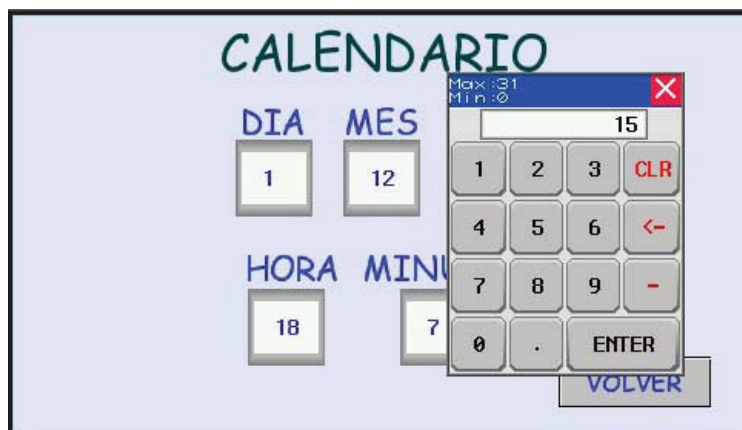 CALENDARIO
DIA MES
1 12
HORA MINU
18 7
Max:31
Min:0
15
1 2 3 CLR
4 5 6 <-
7 8 9 -
0 . ENTER
VOLVER